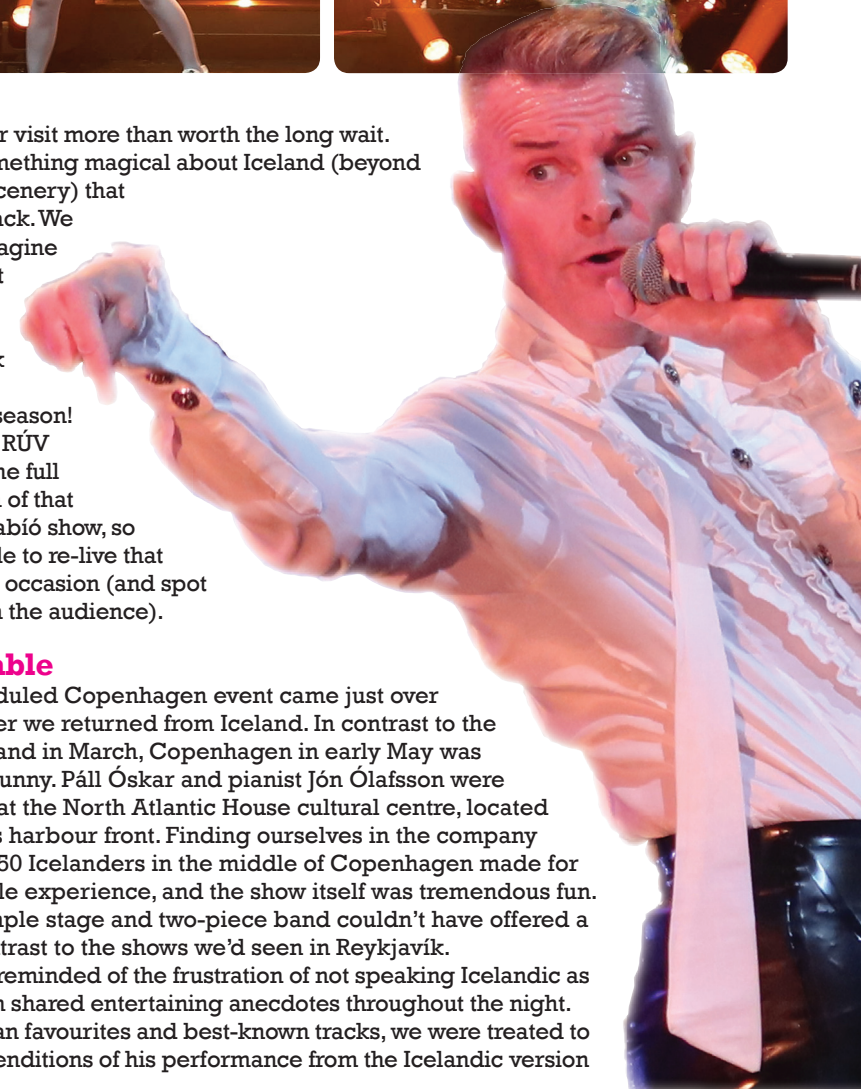 r visit more than worth the long wait.
mething magical about Iceland (beyond
cenery) that
ack. We
agine
t
k
season!
RÚV
he full
l of that
abíó show, so
le to re-live that
occasion (and spot
n the audience).
able
duled Copenhagen event came just over
er we returned from Iceland. In contrast to the
and in March, Copenhagen in early May was
unny. Páll Óskar and pianist Jón Ólafsson were
at the North Atlantic House cultural centre, located
s harbour front. Finding ourselves in the company
50 Icelanders in the middle of Copenhagen made for
le experience, and the show itself was tremendous fun.
nple stage and two-piece band couldn't have offered a
trast to the shows we'd seen in Reykjavík.
reminded of the frustration of not speaking Icelandic as
n shared entertaining anecdotes throughout the night.
an favourites and best-known tracks, we were treated to
enditions of his performance from the Icelandic version